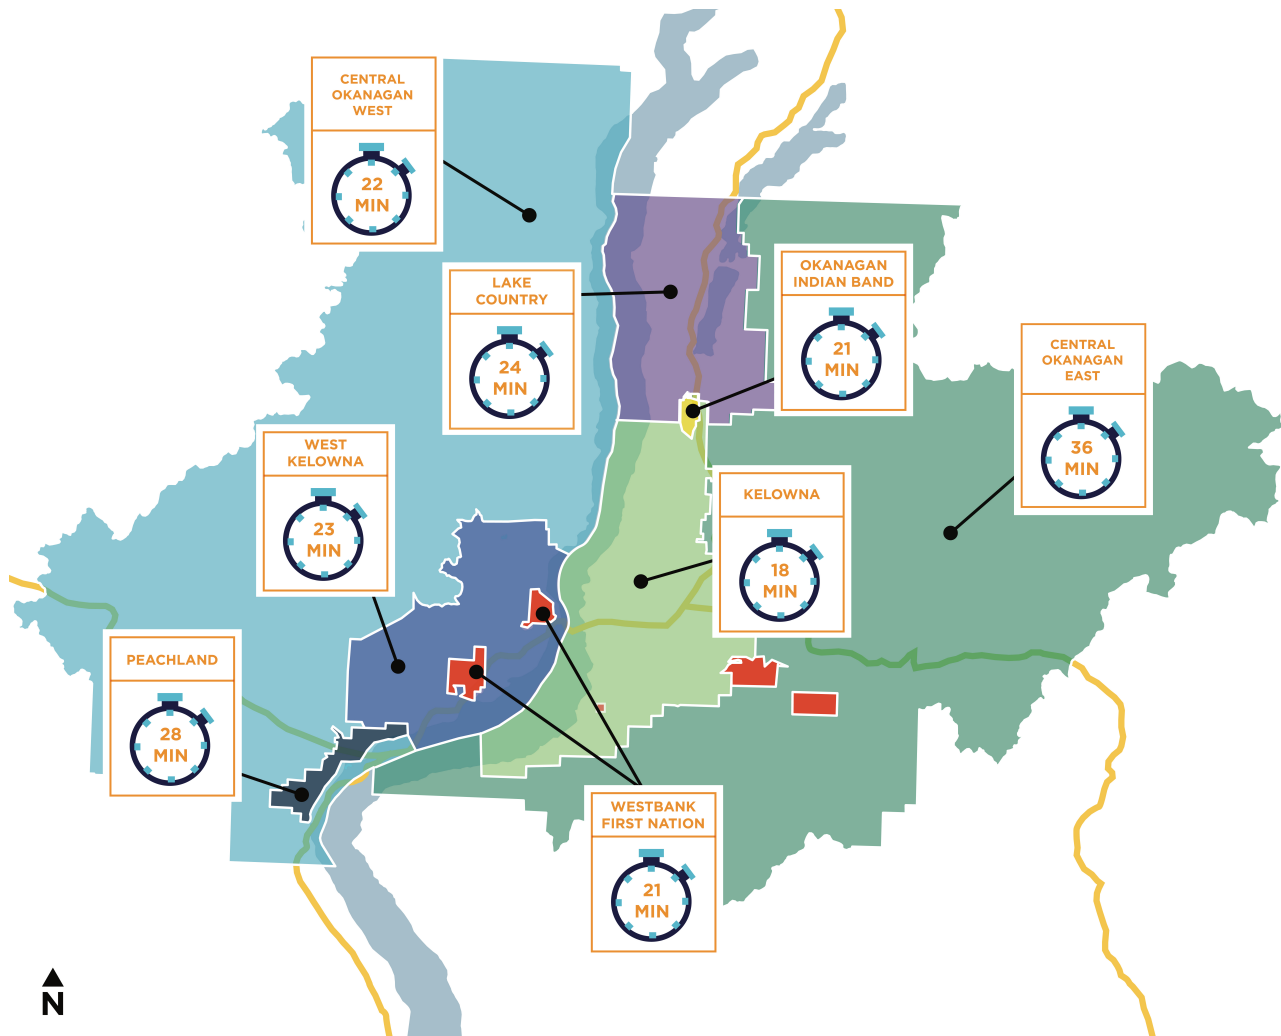 CENTRAL
OKANAGAN
WEST
22
MIN
LAKE
COUNTRY
24
MIN
OKANAGAN
INDIAN BAND
21
MIN
CENTRAL
OKANAGAN
EAST
36
MIN
WEST
KELOWNA
23
MIN
KELOWNA
18
MIN
PEACHLAND
28
MIN
WESTBANK
FIRST NATION
21
MIN
N